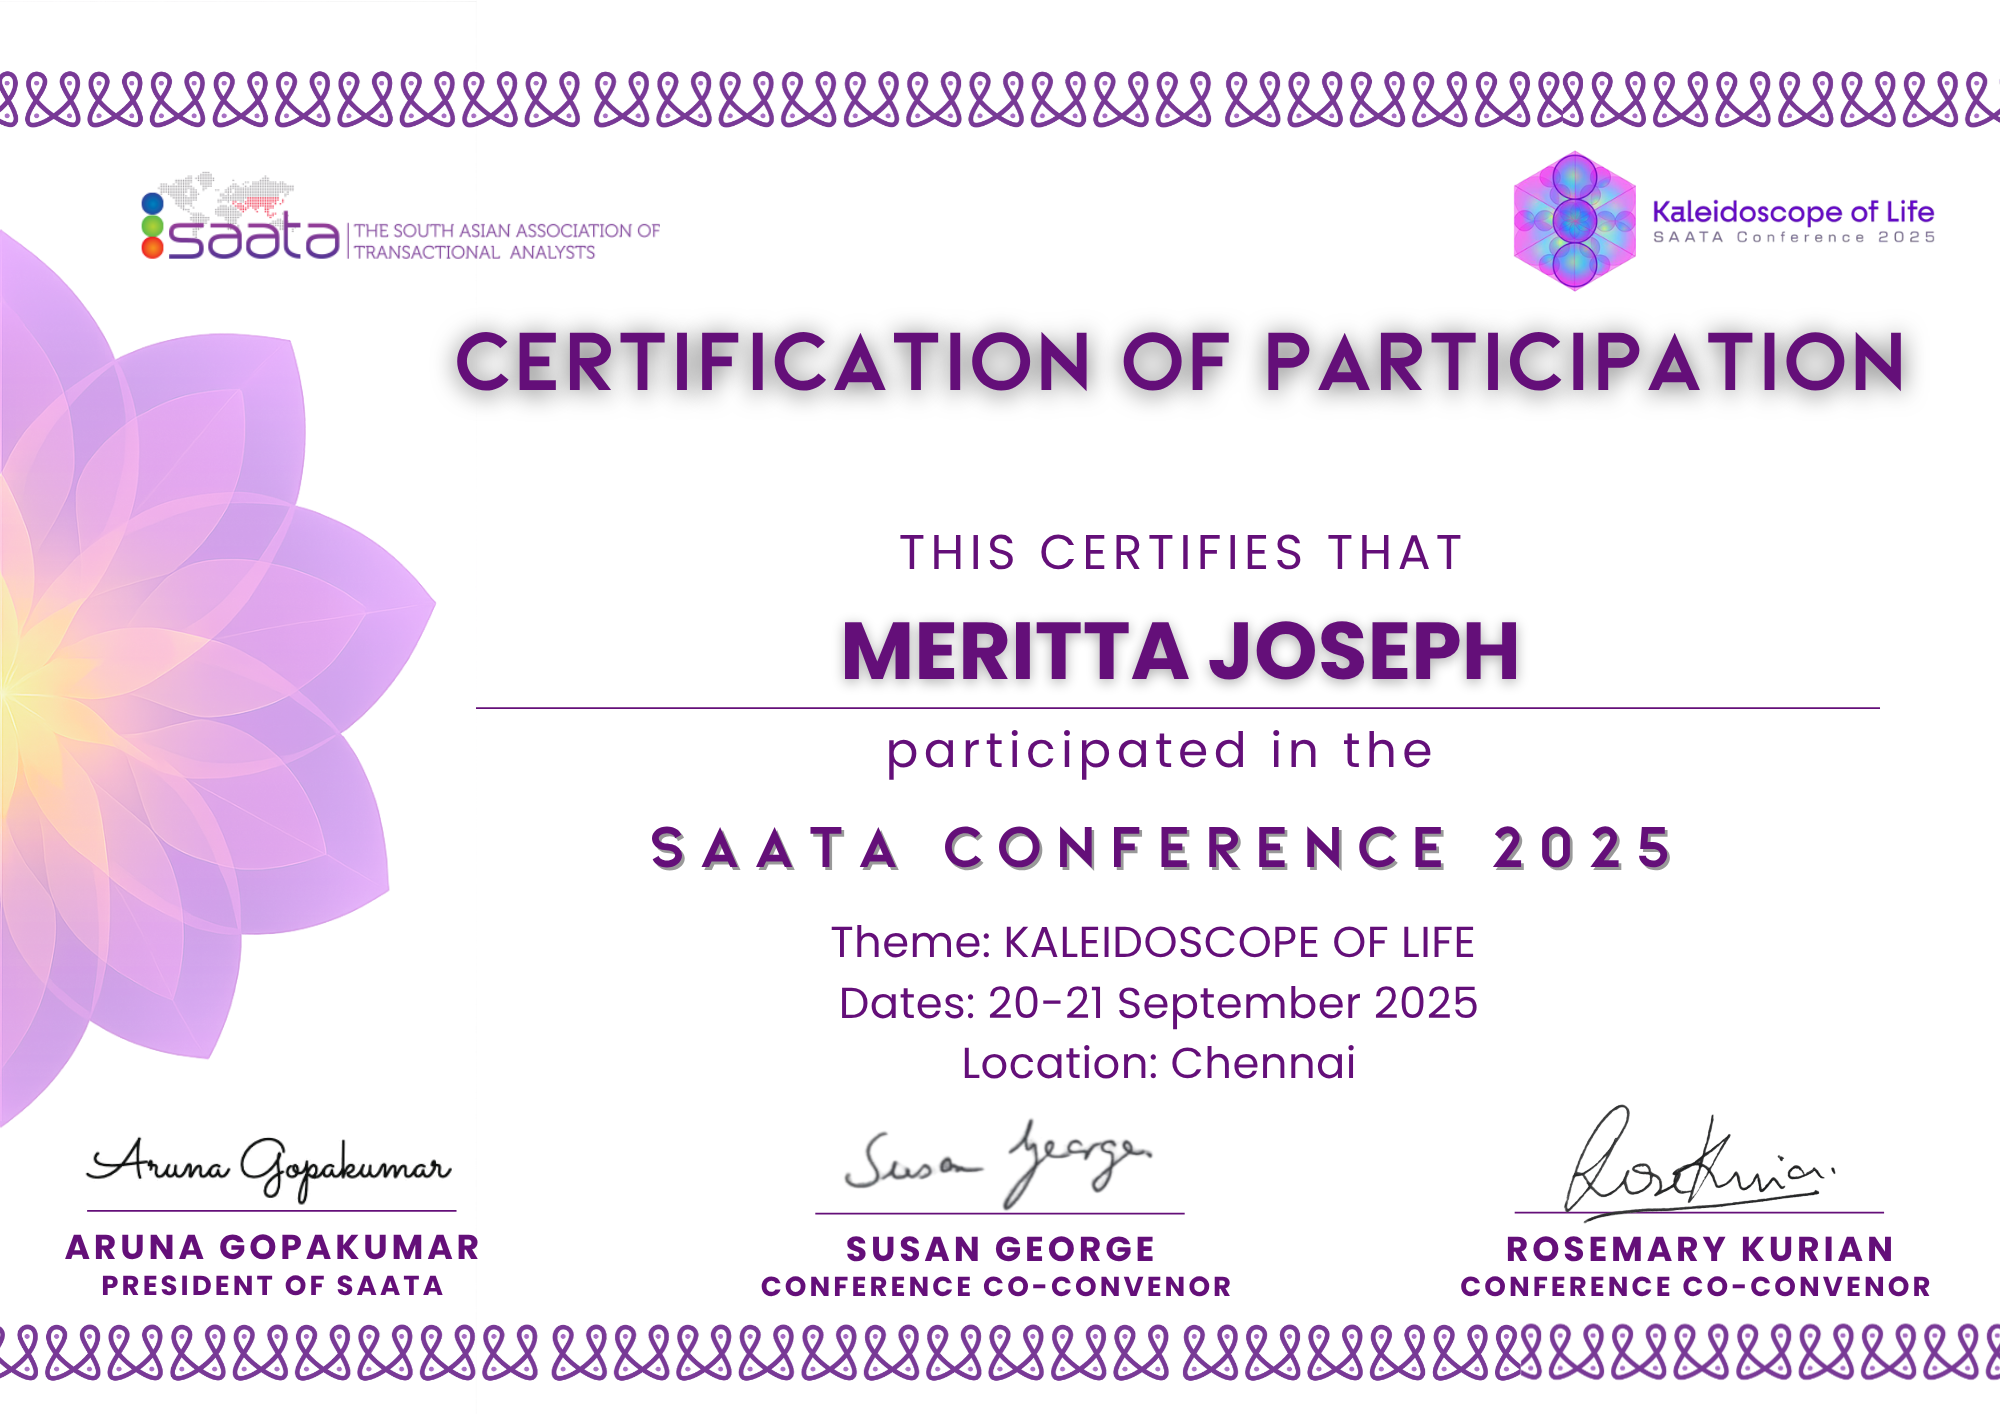 saata
THE SOUTH ASIAN ASSOCIATION OF
TRANSACTIONAL ANALYSTS
Kaleidoscope of Life
SAATA Conference 2025
CERTIFICATION OF PARTICIPATION
THIS CERTIFIES THAT
MERITTA JOSEPH
participated in the
SAATA CONFERENCE 2025
Theme: KALEIDOSCOPE OF LIFE
Dates: 20-21 September 2025
Location: Chennai
Aruna Gopakumar
ARUNA GOPAKUMAR
PRESIDENT OF SAATA
Susan George
SUSAN GEORGE
CONFERENCE CO-CONVENOR
RoseKurian
ROSEMARY KURIAN
CONFERENCE CO-CONVENOR